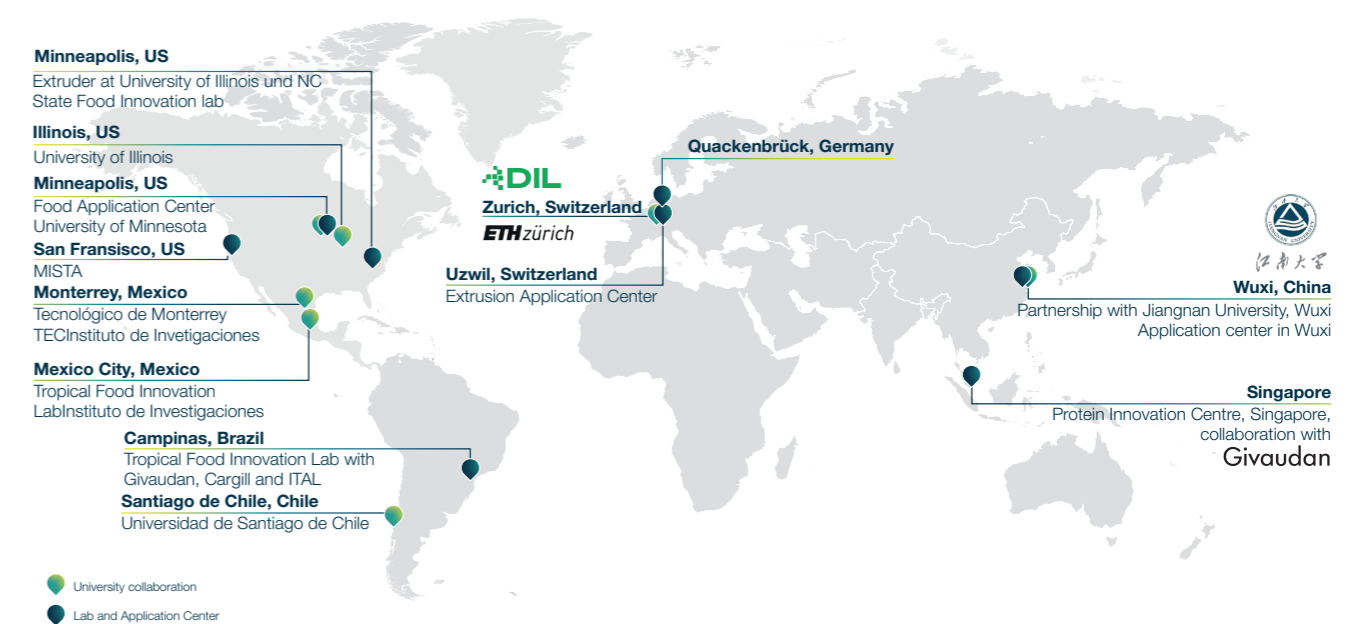 Minneapolis, US
Extruder at University of Illinois und NC
State Food Innovation lab
Illinois, US
University of Illinois
Minneapolis, US
Food Application Center
University of Minnesota
San Fransisco, US
MISTA
Monterrey, Mexico
Tecnológico de Monterrey
TECInstituto de Invetigaciones
Mexico City, Mexico
Tropical Food Innovation
LabInstituto de Investigaciones
Campinas, Brazil
Tropical Food Innovation Lab with
Givaudan, Cargill and ITAL
Santiago de Chile, Chile
Universidad de Santiago de Chile
Quackenbrück, Germany
DIL
Zurich, Switzerland
ETH zürich
Uzwil, Switzerland
Extrusion Application Center
江南大学
Wuxi, China
Partnership with Jiangnan University, Wuxi
Application center in Wuxi
Singapore
Protein Innovation Centre, Singapore,
collaboration with
Givaudan
University collaboration
Lab and Application Center